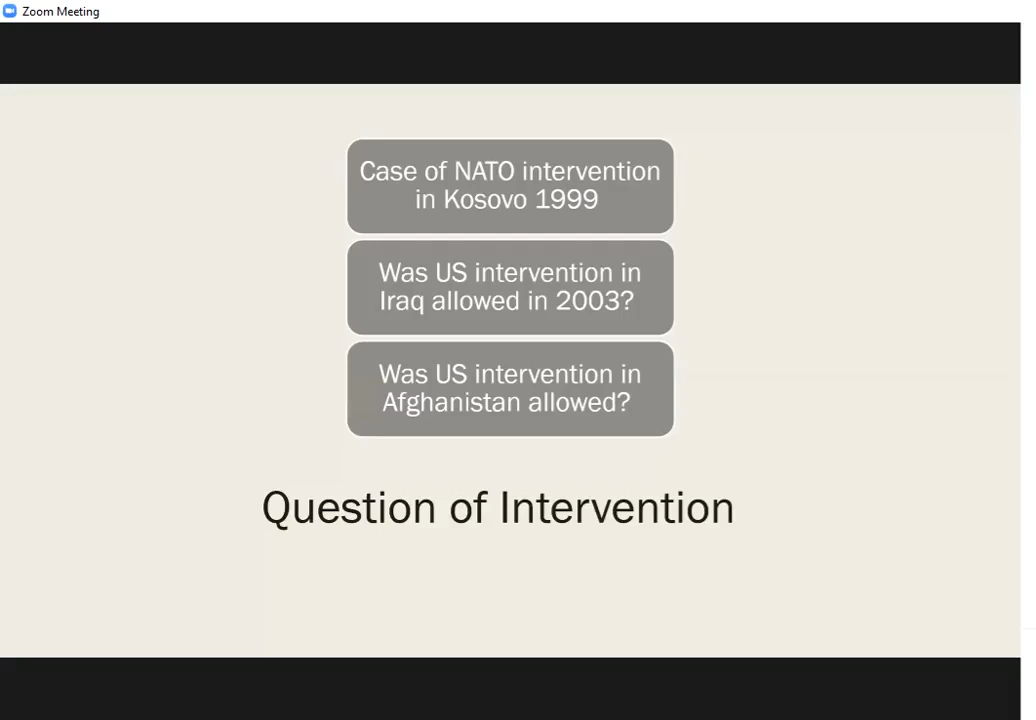 Zoom Meeting
Case of NATO intervention
in Kosovo 1999
Was US intervention in
Iraq allowed in 2003?
Was US intervention in
Afghanistan allowed?
Question of Intervention